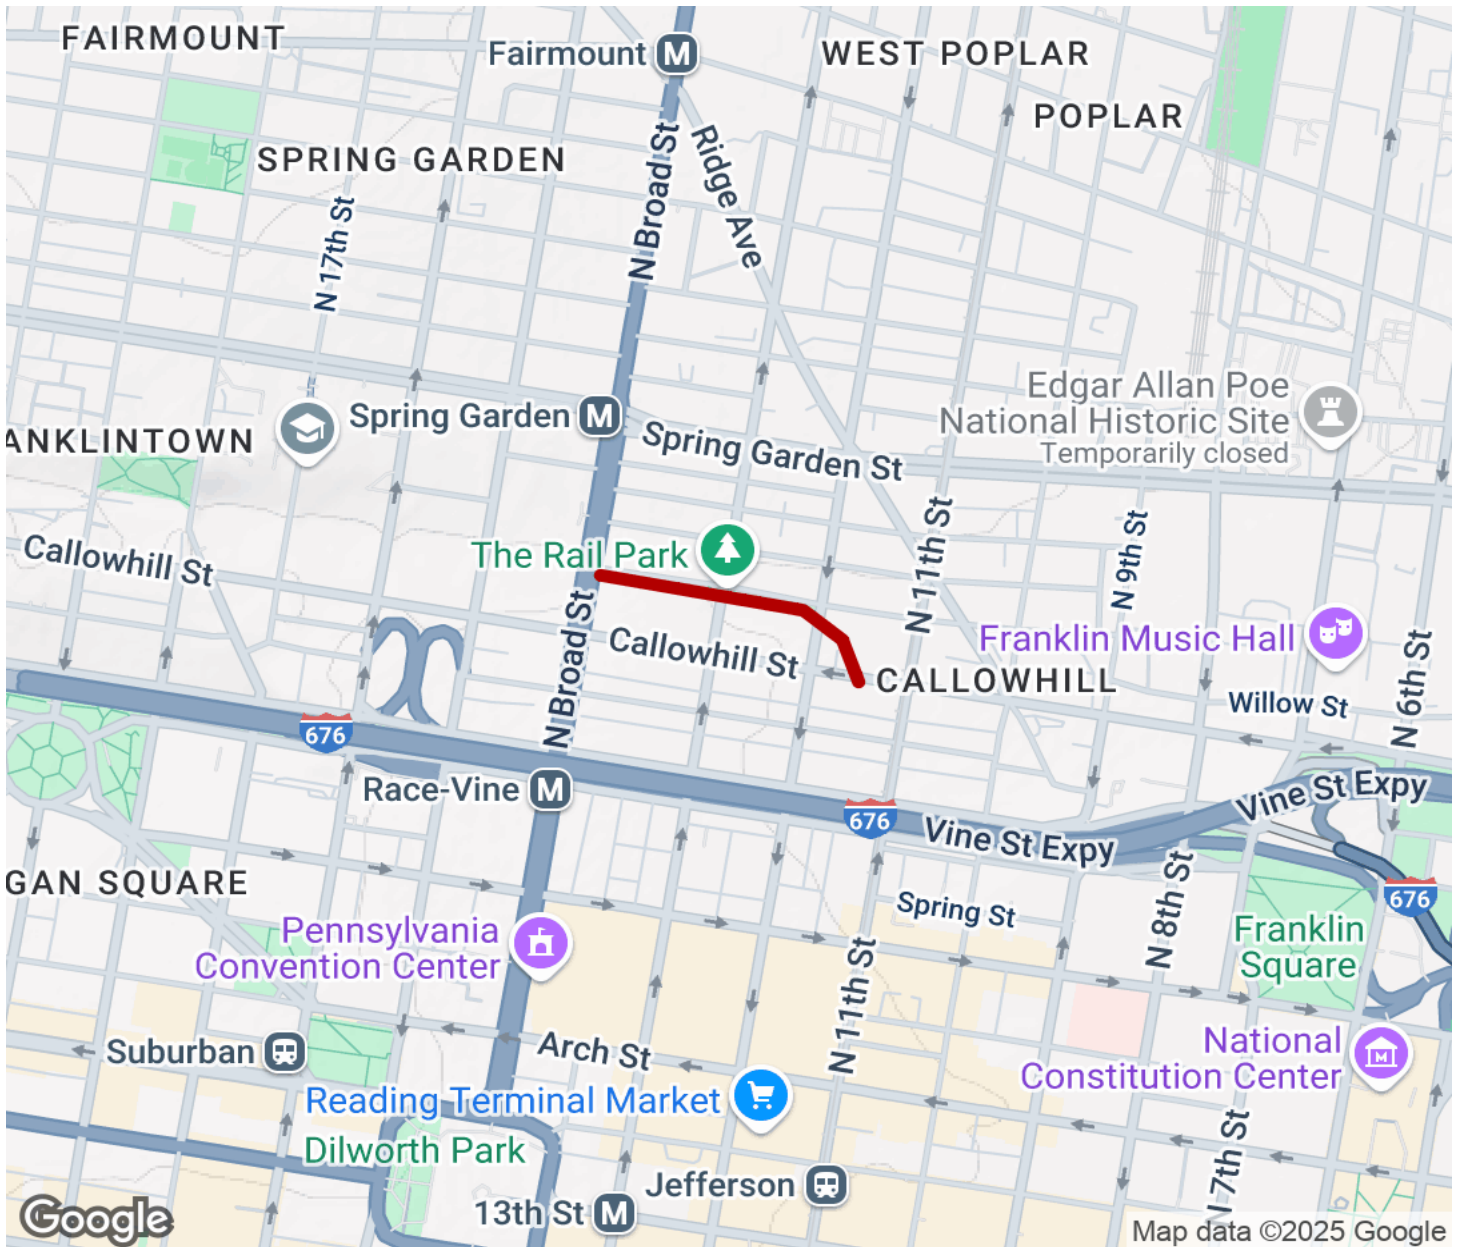 FAIRMOUNT
Fairmount
M
WEST POPLAR
POPLAR
SPRING GARDEN
N Broad St
Ridge Ave
N 17th St
Edgar Allan Poe
National Historic Site
Temporarily closed
Spring Garden
M
ANKLINTOWN
Spring Garden St
N 11th St
N 9th St
Callowhill St
The Rail Park
N Broad St
Callowhill St
Franklin Music Hall
CALLOWHILL
N 6th St
Willow St
676
Race-Vine
M
676
Vine St Expy
Vine St Expy
GAN SQUARE
676
Spring St
N 8th St
Pennsylvania
Convention Center
Franklin
Square
N 11th St
Suburban
Arch St
National
Constitution Center
M
Reading Terminal Market
Dilworth Park
N 7th St
Jefferson
13th St
M
Google
Map data ©2025 Google